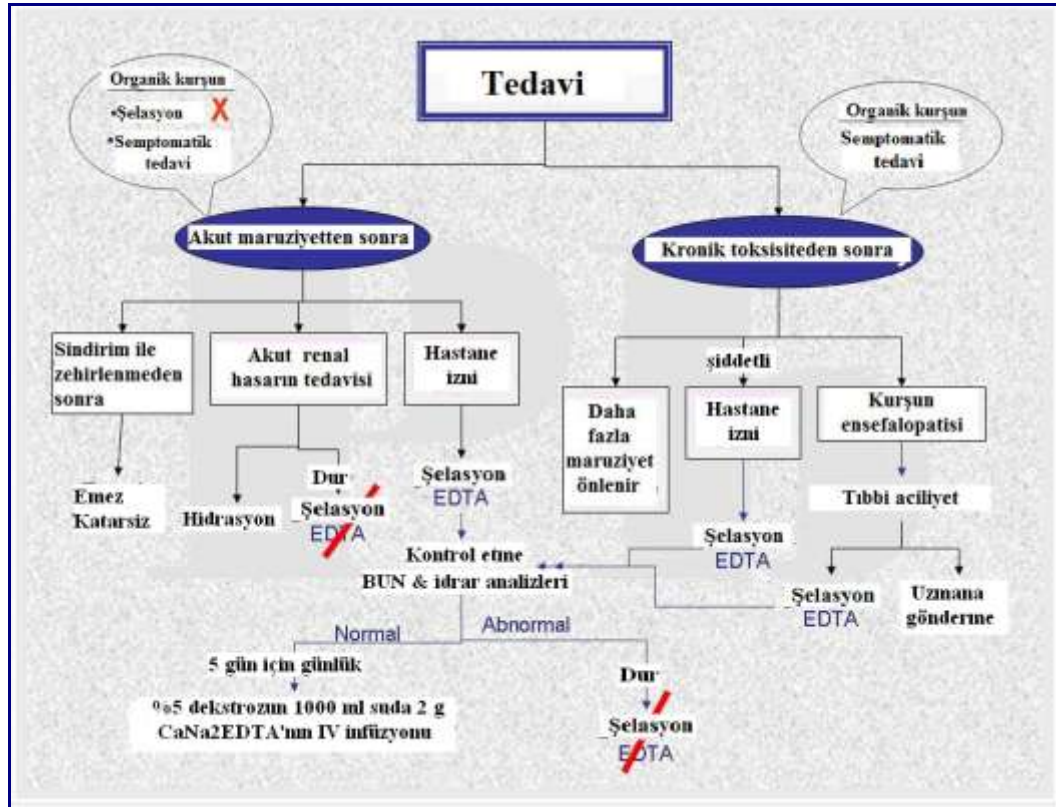 Tedavi
Organik kurşun
•Şelasyon X
•Semptomatik
tedavi
Organik kurşun
Semptomatik
tedavi
Akut maruziyetten sonra
Kronik toksisiteden sonra
Sindirim ile
zehirlenmeden
sonra
Akut renal
hasarın tedavisi
Hastane
izni
şiddetli
Daha
fazla
maruziyet
önlenir
Hastane
izni
Kurşun
ensefalopatisi
Emez
Katarsiz
Hidrasyon
Dur
Şelasyon
EDTA
Şelasyon
EDTA
Tıbbi aciliyet
Şelasyon
EDTA
Kontrol etme
BUN & idrar analizleri
Şelasyon
EDTA
Uzmana
gönderme
Normal
Abnormal
5 gün için günlük
%5 dekstrozun 1000 ml suda 2 g
CaNa2EDTA'nın IV infüzyonu
Dur
Şelasyon
EDTA